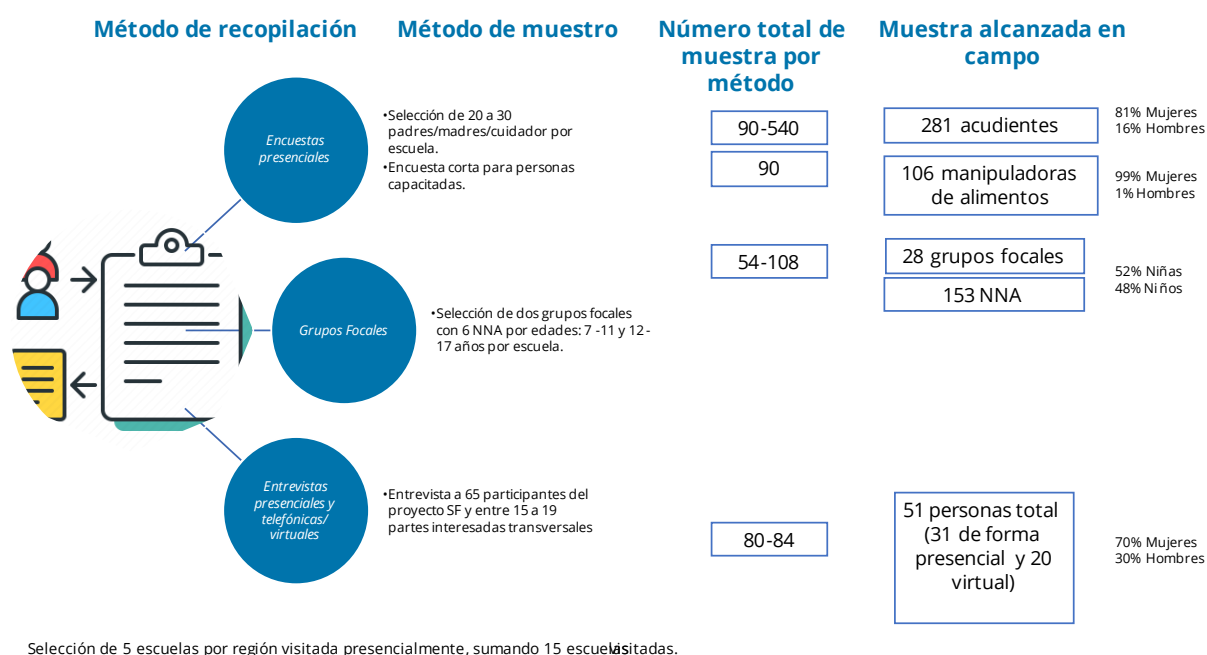 Método de recopilación
Método de muestro
Número total de
muestra por
método
Muestra alcanzada en
campo
Encuestas
presenciales
•Selección de 20 a 30
padres/madres/cuidador por
escuela.
•Encuesta corta para personas
capacitadas.
90-540
90
281 acudientes
81% Mujeres
16% Hombres
106 manipuladoras
de alimentos
99% Mujeres
1% Hombres
Grupos Focales
•Selección de dos grupos focales
con 6 NNA por edades: 7 -11 y 12 -
17 años por escuela.
54-108
28 grupos focales
153 NNA
52% Niñas
48% Niños
Entrevistas
presenciales y
telefónicas/
virtuales
•Entrevista a 65 participantes del
proyecto SF y entre 15 a 19
partes interesadas transversales
80-84
51 personas total
(31 de forma
presencial y 20
virtual)
70% Mujeres
30% Hombres
Selección de 5 escuelas por región visitada presencialmente, sumando 15 escuelas visitadas.